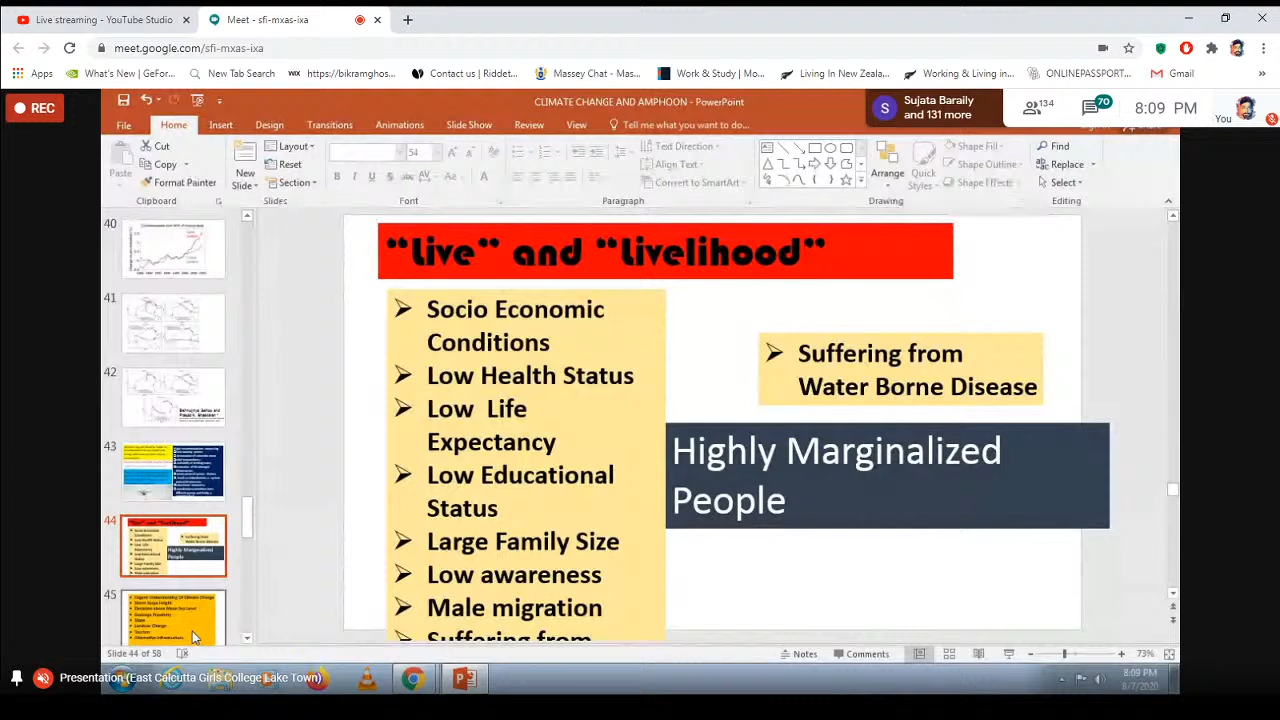 Live streaming - YouTube Studio
Meet - sfi-mxas-ixa
meet.google.com/sfi-mxas-ixa
Apps
What's New (GeFor...
New Tab Search
WIX https://bikramghos...
Contact us | Riddet...
Massey Chat - Mas...
Work & Study | Mo...
Living In New Zeala...
Working & Living in...
ONLINEPASSPORT...
Gmail
REC
CLIMATE CHANGE AND AMPHOON - PowerPoint
S
Sujata Baraily
and 131 more
134
70
8:09 PM
You
File
Home
Insert
Design
Transitions
Animations
Slide Show
Review
View
Tell me what you want to do...
Paste
Cut
Copy
Format Painter
Clipboard
New
Slide
Layout
Reset
Section
Slides
54
Font
Text Direction
Align Text
Convert to SmartArt
Paragraph
Arrange
Quick
Styles
Shape Fill
Shape Outline
Shape Effects
Drawing
Find
Replace
Select
Editing
40
41
42
43
44
45
“Live” and “Livelihood”
Socio Economic
Conditions
Low Health Status
Low Life
Expectancy
Low Educational
Status
Large Family Size
Low awareness
Male migration
Suffering from
Suffering from
Water Borne Disease
Highly Marginalized
People
Slide 44 of 58
Notes
Comments
73%
Presentation (East Calcutta Girls College Lake Town)
8:09 PM
8/7/2020